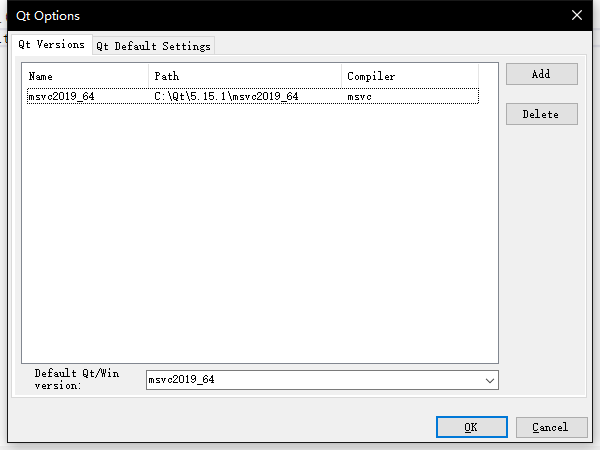 Qt Options
Qt Versions
Qt Default Settings
Name Path Compiler
msvc2019_64 C:\Qt\5.15.1\msvc2019_64 msvc
Add
Delete
Default Qt/Win
version:
msvc2019_64
OK
Cancel